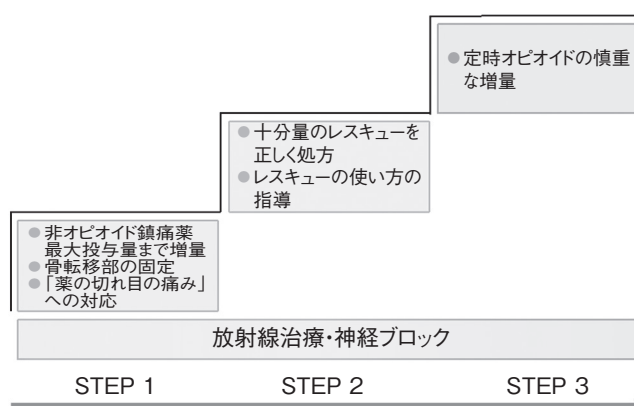 ●定時オピオイドの慎重
な増量
●十分量のレスキューを
正しく処方
●レスキューの使い方の
指導
●非オピオイド鎮痛薬
最大投与量まで増量
●骨転移部の固定
●「薬の切れ目の痛み」
への対応
放射線治療・神経ブロック
STEP 1
STEP 2
STEP 3